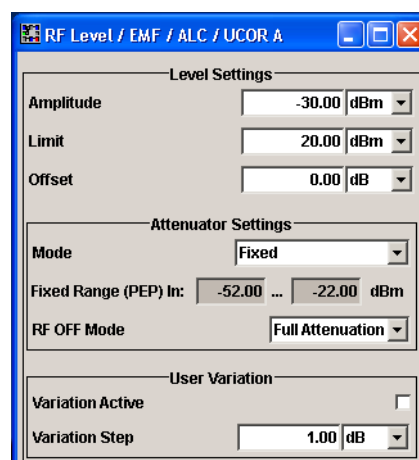 RF Level / EMF / ALC / UCOR A
Level Settings
Amplitude -30.00 dBm
Limit 20.00 dBm
Offset 0.00 dB
Attenuator Settings
Mode Fixed
Fixed Range (PEP) In: -52.00 ... -22.00 dBm
RF OFF Mode Full Attenuation
User Variation
Variation Active
Variation Step 1.00 dB